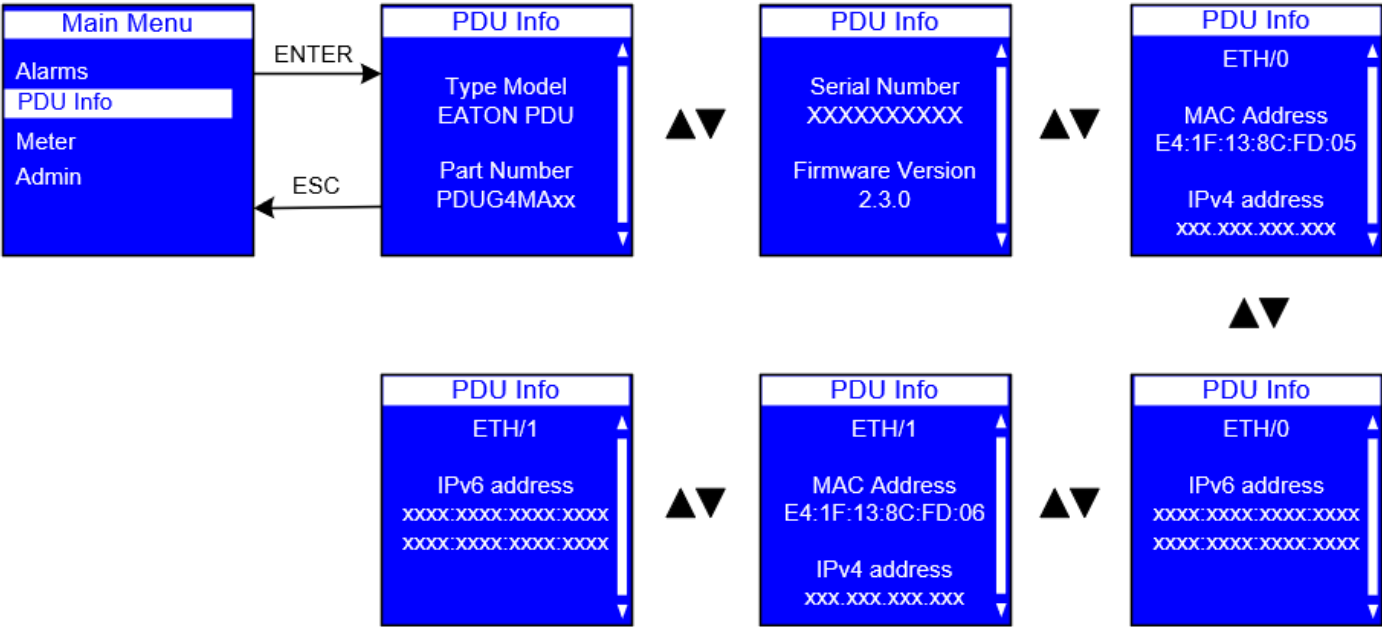 Main Menu
Alarms
PDU Info
Meter
Admin
ENTER
ESC
PDU Info
Type Model
EATON PDU
Part Number
PDUG4MAxx
PDU Info
Serial Number
XXXXXXXXXX
Firmware Version
2.3.0
PDU Info
ETH/0
MAC Address
E4:1F:13:8C:FD:05
IPv4 address
xxx.xxx.xxx.xxx
PDU Info
ETH/1
IPv6 address
xxxx:xxxx:xxxx:xxxx
xxxx:xxxx:xxxx:xxxx
PDU Info
ETH/1
MAC Address
E4:1F:13:8C:FD:06
IPv4 address
xxx.xxx.xxx.xxx
PDU Info
ETH/0
IPv6 address
xxxx:xxxx:xxxx:xxxx
xxxx:xxxx:xxxx:xxxx